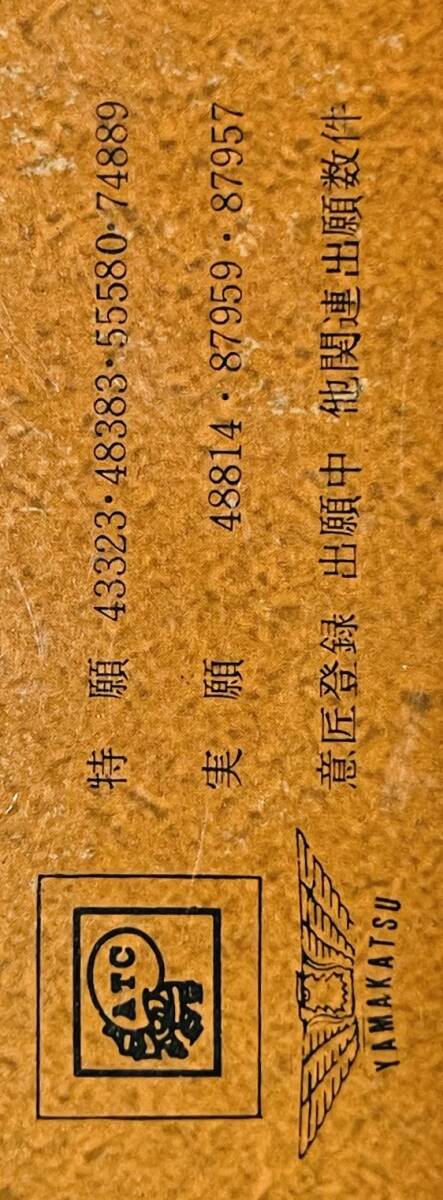 特 願 43323・48383・55580・74889
実 願 48814・87959・87957
意匠登録 出願中 他関連出願数件
ATC
YAMAKATSU